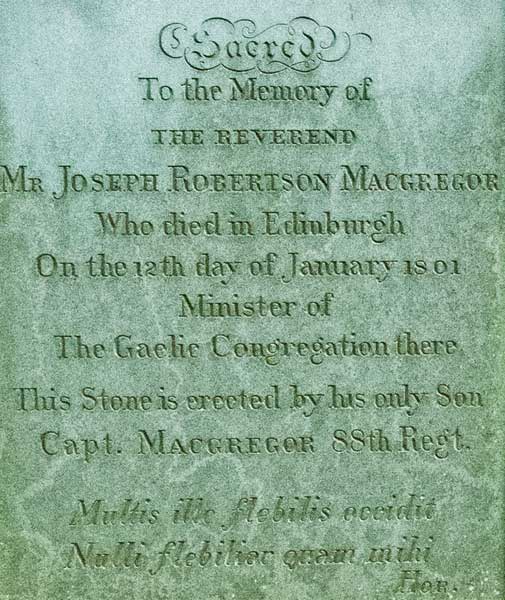 Sacred
To the Memory of
THE REVEREND
MR JOSEPH ROBERTSON MACGREGOR
Who died in Edinburgh
On the 12th day of January 1801
Minister of
The Gaelic Congregation there
This Stone is erected by his only Son
Capt. MACGREGOR 88th Regt.
Multis ille flebilis occidit
Nulli flebilior quam mihi
HOR.